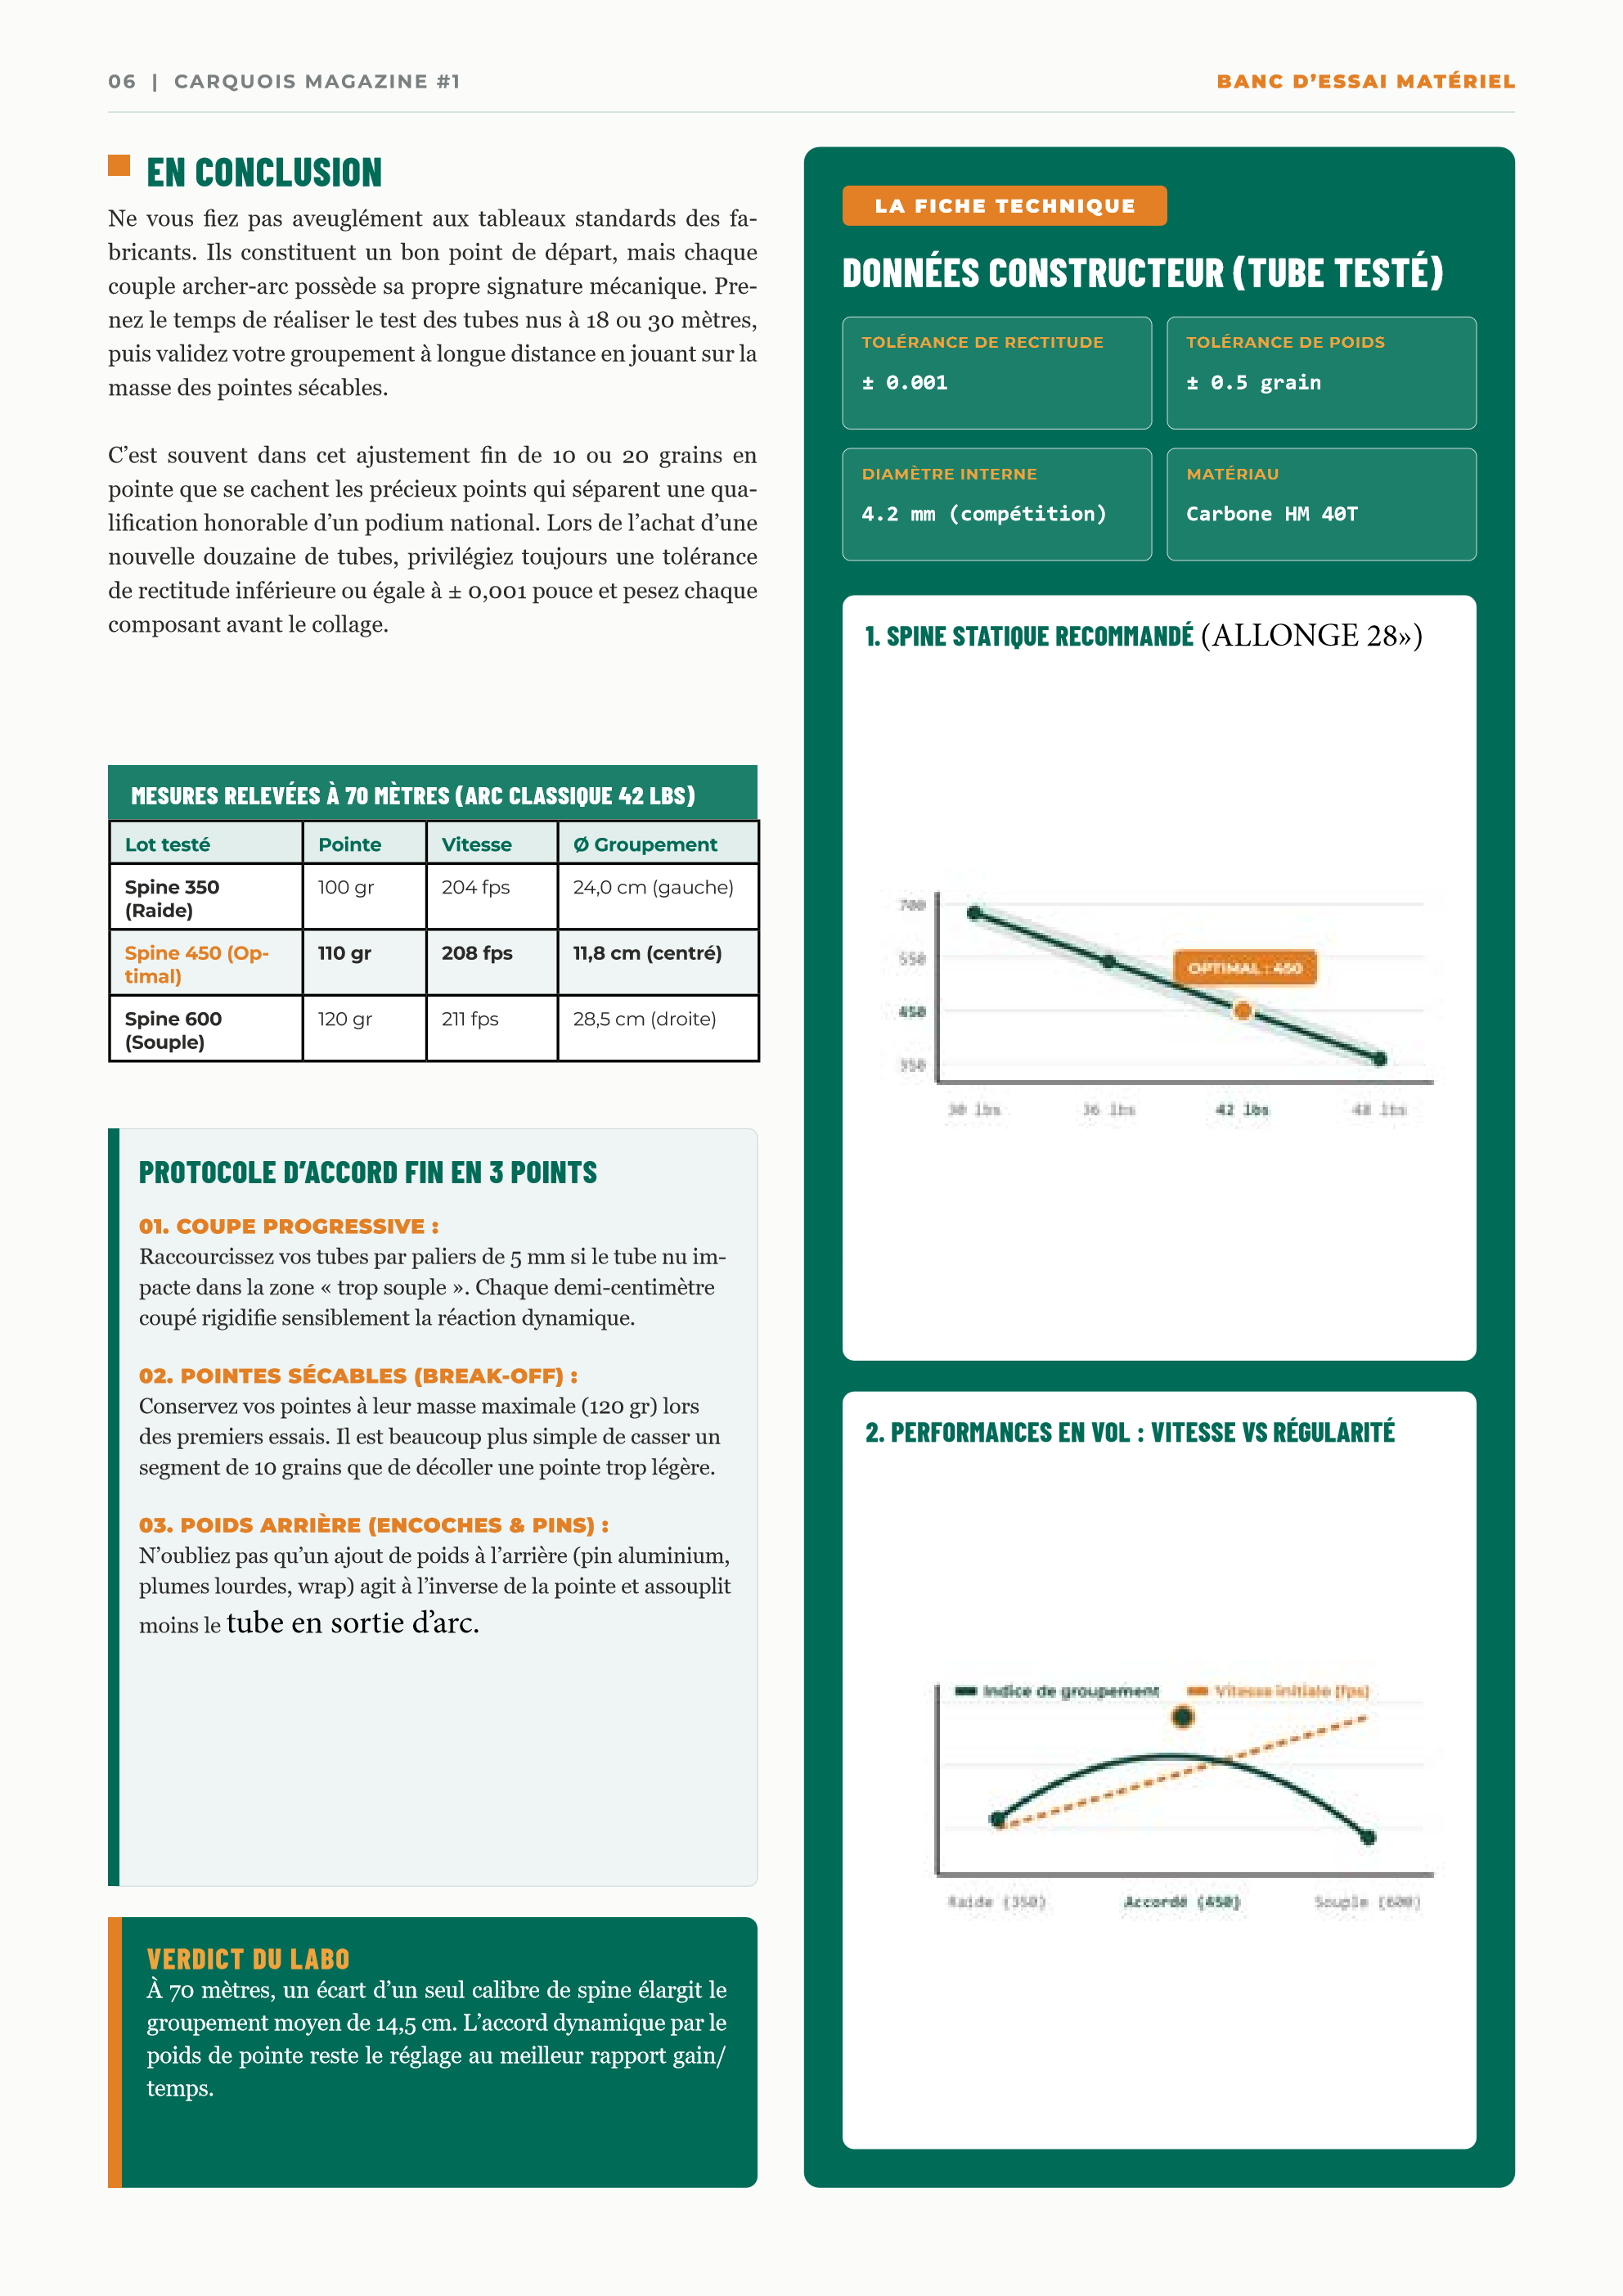 06 | CARQUOIS MAGAZINE #1
BANC D’ESSAI MATÉRIEL
EN CONCLUSION
Ne vous fiez pas aveuglément aux tableaux standards des fa-
bricants. Ils constituent un bon point de départ, mais chaque
couple archer-arc possède sa propre signature mécanique. Pre-
nez le temps de réaliser le test des tubes nus à 18 ou 30 mètres,
puis validez votre groupement à longue distance en jouant sur la
masse des pointes sécables.
C’est souvent dans cet ajustement fin de 10 ou 20 grains en
pointe que se cachent les précieux points qui séparent une qua-
lification honorable d’un podium national. Lors de l’achat d’une
nouvelle douzaine de tubes, privilégiez toujours une tolérance
de rectitude inférieure ou égale à ± 0,001 pouce et pesez chaque
composant avant le collage.
MESURES RELEVÉES À 70 MÈTRES (ARC CLASSIQUE 42 LBS)
Lot testé Pointe Vitesse Ø Groupement
Spine 350 100 gr 204 fps 24,0 cm (gauche)
(Raide)
Spine 450 (Op- 110 gr 208 fps 11,8 cm (centré)
timal)
Spine 600 120 gr 211 fps 28,5 cm (droite)
(Souple)
PROTOCOLE D’ACCORD FIN EN 3 POINTS
01. COUPE PROGRESSIVE :
Raccourcissez vos tubes par paliers de 5 mm si le tube nu im-
pacte dans la zone « trop souple ». Chaque demi-centimètre
coupé rigidifie sensiblement la réaction dynamique.
02. POINTES SÉCABLES (BREAK-OFF) :
Conservez vos pointes à leur masse maximale (120 gr) lors
des premiers essais. Il est beaucoup plus simple de casser un
segment de 10 grains que de décoller une pointe trop légère.
03. POIDS ARRIÈRE (ENCOCHES & PINS) :
N’oubliez pas qu’un ajout de poids à l’arrière (pin aluminium,
plumes lourdes, wrap) agit à l’inverse de la pointe et assouplit
moins le tube en sortie d’arc.
VERDICT DU LABO
À 70 mètres, un écart d’un seul calibre de spine élargit le
groupement moyen de 14,5 cm. L’accord dynamique par le
poids de pointe reste le réglage au meilleur rapport gain/
temps.
LA FICHE TECHNIQUE
DONNÉES CONSTRUCTEUR (TUBE TESTÉ)
TOLÉRANCE DE RECTITUDE
± 0.001
TOLÉRANCE DE POIDS
± 0.5 grain
DIAMÈTRE INTERNE
4.2 mm (compétition)
MATÉRIAU
Carbone HM 40T
1. SPINE STATIQUE RECOMMANDÉ (ALLONGE 28»)
700
550
OPTIMAL : 450
450
350
30 lbs 36 lbs 42 lbs 48 lbs
2. PERFORMANCES EN VOL : VITESSE VS RÉGULARITÉ
Indice de groupement Vitesse initiale (fps)
Raide (350) Accordé (450) Souple (600)